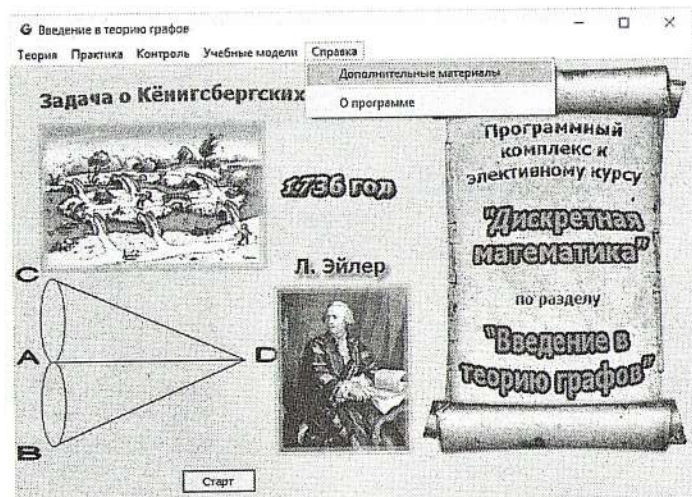 Введение в теорию графов
Теория Практика Контроль Учебные модели Справка
Дополнительные материалы
О программе
Задача о Кёнигсбергских
1736 год
Л. Эйлер
C
A
B
D
Старт
Программный
комплекс к
элективному курсу
"Дискретная
математика"
по разделу
"Введение в
теорию графов"